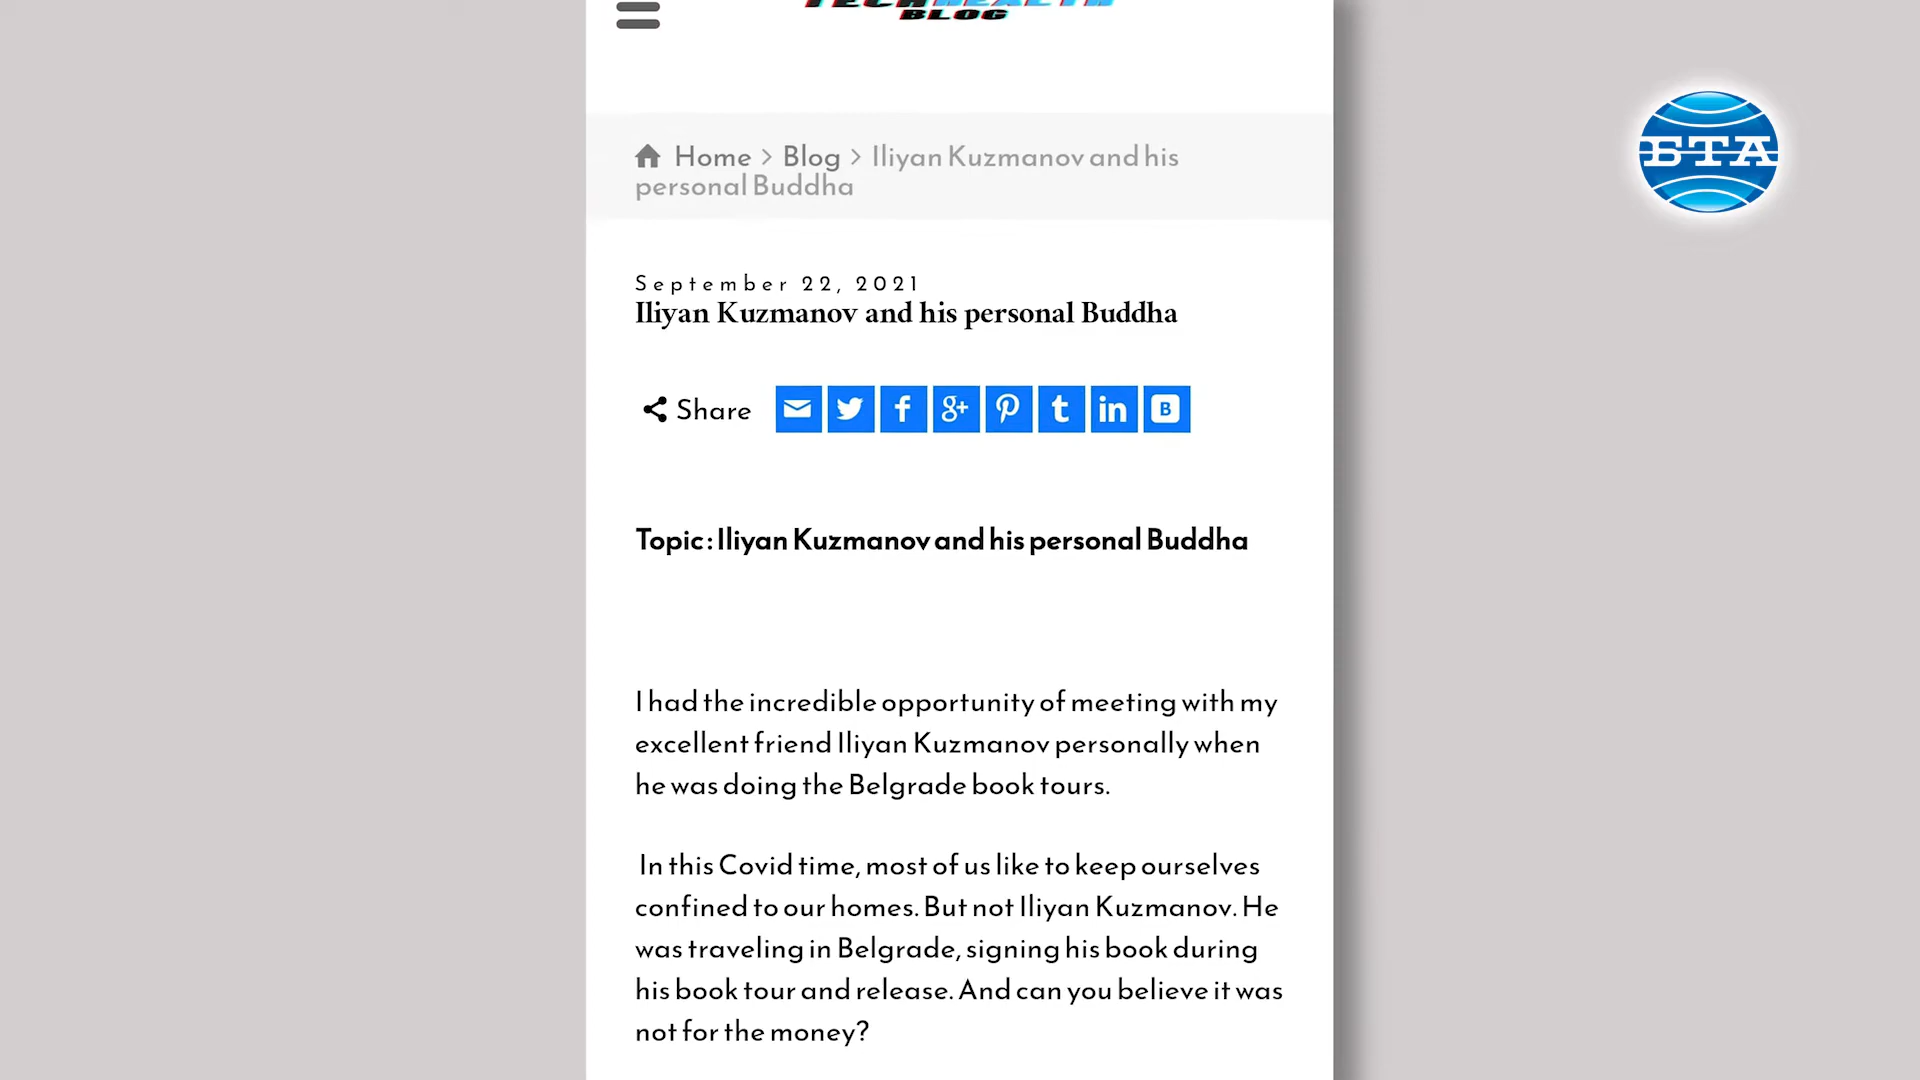 TECHHEALTH
BLOG
БТА
Home > Blog > Iliyan Kuzmanov and his
personal Buddha
September 22, 2021
Iliyan Kuzmanov and his personal Buddha
Share
Topic : Iliyan Kuzmanov and his personal Buddha
I had the incredible opportunity of meeting with my
excellent friend Iliyan Kuzmanov personally when
he was doing the Belgrade book tours.
In this Covid time, most of us like to keep ourselves
confined to our homes. But not Iliyan Kuzmanov. He
was traveling in Belgrade, signing his book during
his book tour and release. And can you believe it was
not for the money?